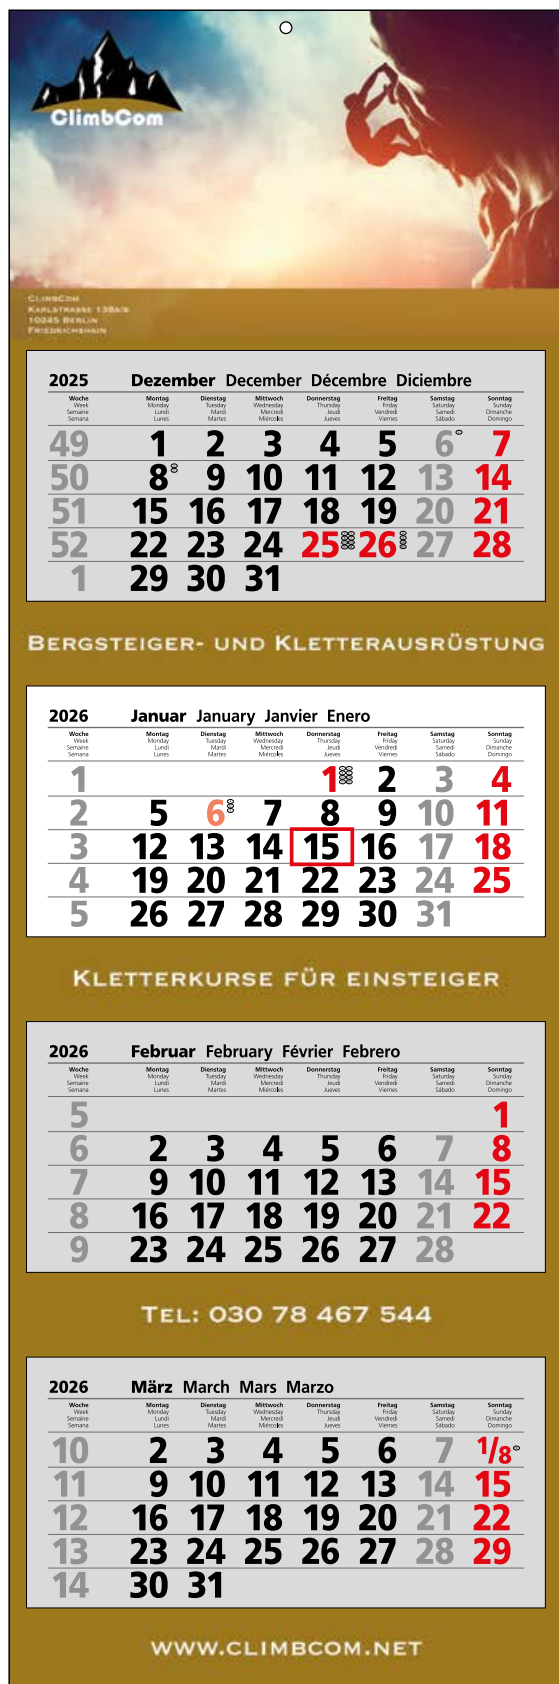 ClimbCom
ClimbCom
Karlstrasse 138a/b
10245 Berlin
Friedrichshain
2025 Dezember December Décembre Diciembre
Woche Montag Dienstag Mittwoch Donnerstag Freitag Samstag Sonntag
Week Monday Tuesday Wednesday Thursday Friday Saturday Sunday
Semaine Lundi Mardi Mercredi Jeudi Vendredi Samedi Dimanche
Semana Lunes Martes Miércoles Jueves Viernes Sábado Domingo
49 1 2 3 4 5 6 7
50 8 9 10 11 12 13 14
51 15 16 17 18 19 20 21
52 22 23 24 25 26 27 28
1 29 30 31
Bergsteiger- und Kletterausrüstung
2026 Januar January Janvier Enero
Woche Montag Dienstag Mittwoch Donnerstag Freitag Samstag Sonntag
Week Monday Tuesday Wednesday Thursday Friday Saturday Sunday
Semaine Lundi Mardi Mercredi Jeudi Vendredi Samedi Dimanche
Semana Lunes Martes Miércoles Jueves Viernes Sábado Domingo
1 1 2 3 4
2 5 6 7 8 9 10 11
3 12 13 14 15 16 17 18
4 19 20 21 22 23 24 25
5 26 27 28 29 30 31
Kletterkurse für einsteiger
2026 Februar February Février Febrero
Woche Montag Dienstag Mittwoch Donnerstag Freitag Samstag Sonntag
Week Monday Tuesday Wednesday Thursday Friday Saturday Sunday
Semaine Lundi Mardi Mercredi Jeudi Vendredi Samedi Dimanche
Semana Lunes Martes Miércoles Jueves Viernes Sábado Domingo
5 1
6 2 3 4 5 6 7 8
7 9 10 11 12 13 14 15
8 16 17 18 19 20 21 22
9 23 24 25 26 27 28
Tel: 030 78 467 544
2026 März March Mars Marzo
Woche Montag Dienstag Mittwoch Donnerstag Freitag Samstag Sonntag
Week Monday Tuesday Wednesday Thursday Friday Saturday Sunday
Semaine Lundi Mardi Mercredi Jeudi Vendredi Samedi Dimanche
Semana Lunes Martes Miércoles Jueves Viernes Sábado Domingo
10 2 3 4 5 6 7 1/8
11 9 10 11 12 13 14 15
12 16 17 18 19 20 21 22
13 23 24 25 26 27 28 29
14 30 31
www.climbcom.net